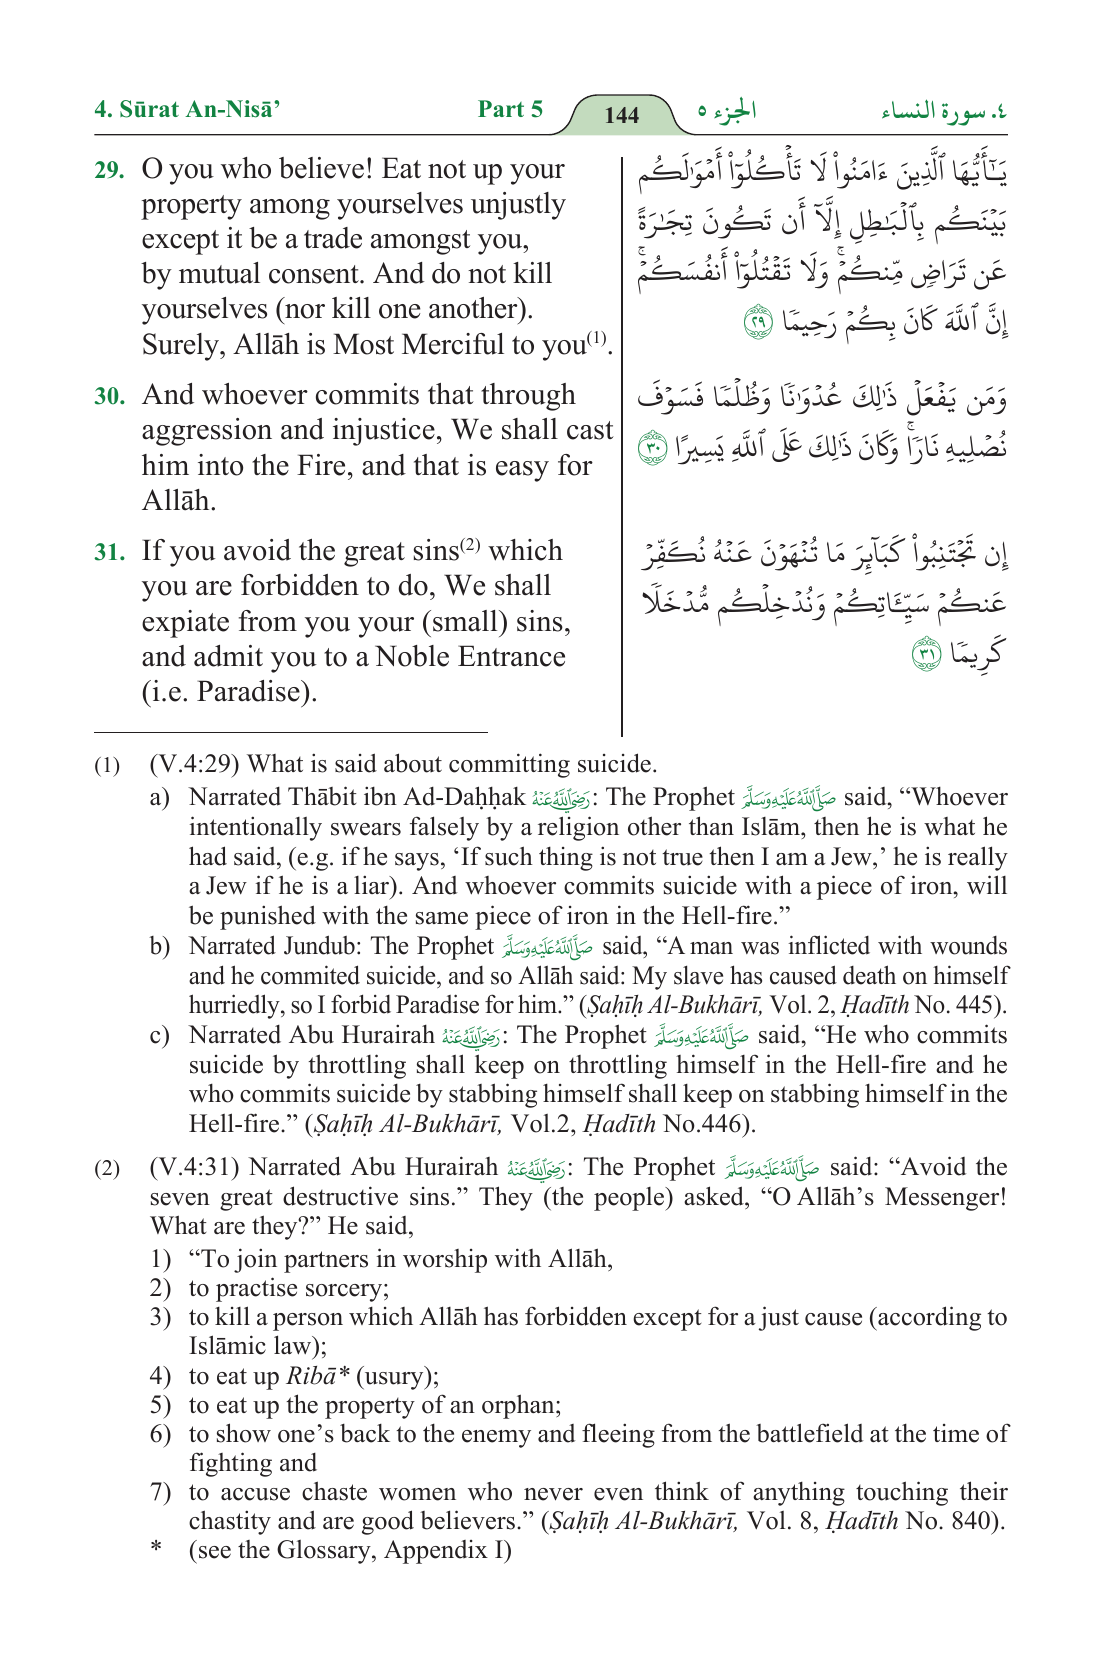 4. Sūrat An-Nisā’ Part 5 144 الجزء ٥ ٤. سورة النساء
29. O you who believe! Eat not up your
property among yourselves unjustly
except it be a trade amongst you,
by mutual consent. And do not kill
yourselves (nor kill one another).
Surely, Allāh is Most Merciful to you(1).
30. And whoever commits that through
aggression and injustice, We shall cast
him into the Fire, and that is easy for
Allāh.
31. If you avoid the great sins(2) which
you are forbidden to do, We shall
expiate from you your (small) sins,
and admit you to a Noble Entrance
(i.e. Paradise).
يَـٰٓأَيُّهَا ٱلَّذِينَ ءَامَنُوا۟ لَا تَأْكُلُوٓا۟ أَمْوَٰلَكُم
بَيْنَكُم بِٱلْبَـٰطِلِ إِلَّآ أَن تَكُونَ تِجَـٰرَةً
عَن تَرَاضٍ مِّنكُمْ ۚ وَلَا تَقْتُلُوٓا۟ أَنفُسَكُمْ ۚ
إِنَّ ٱللَّهَ كَانَ بِكُمْ رَحِيمًا ٢٩
وَمَن يَفْعَلْ ذَٰلِكَ عُدْوَٰنًا وَظُلْمًا فَسَوْفَ
نُصْلِيهِ نَارًا ۚ وَكَانَ ذَٰلِكَ عَلَى ٱللَّهِ يَسِيرًا ٣٠
إِن تَجْتَنِبُوا۟ كَبَآئِرَ مَا تُنْهَوْنَ عَنْهُ نُكَفِّرْ
عَنكُمْ سَيِّـَٔاتِكُمْ وَنُدْخِلْكُم مُّدْخَلًا
كَرِيمًا ٣١
(1) (V.4:29) What is said about committing suicide.
a) Narrated Thābit ibn Ad-Daḥḥak رَضِيَ اللَّهُ عَنْهُ: The Prophet صَلَّى اللَّهُ عَلَيْهِ وَسَلَّمَ said, “Whoever
intentionally swears falsely by a religion other than Islām, then he is what he
had said, (e.g. if he says, ‘If such thing is not true then I am a Jew,’ he is really
a Jew if he is a liar). And whoever commits suicide with a piece of iron, will
be punished with the same piece of iron in the Hell-fire.”
b) Narrated Jundub: The Prophet صَلَّى اللَّهُ عَلَيْهِ وَسَلَّمَ said, “A man was inflicted with wounds
and he commited suicide, and so Allāh said: My slave has caused death on himself
hurriedly, so I forbid Paradise for him.” (Ṣaḥīḥ Al-Bukhārī, Vol. 2, Ḥadīth No. 445).
c) Narrated Abu Hurairah رَضِيَ اللَّهُ عَنْهُ: The Prophet صَلَّى اللَّهُ عَلَيْهِ وَسَلَّمَ said, “He who commits
suicide by throttling shall keep on throttling himself in the Hell-fire and he
who commits suicide by stabbing himself shall keep on stabbing himself in the
Hell-fire.” (Ṣaḥīḥ Al-Bukhārī, Vol.2, Ḥadīth No.446).
(2) (V.4:31) Narrated Abu Hurairah رَضِيَ اللَّهُ عَنْهُ: The Prophet صَلَّى اللَّهُ عَلَيْهِ وَسَلَّمَ said: “Avoid the
seven great destructive sins.” They (the people) asked, “O Allāh’s Messenger!
What are they?” He said,
1) “To join partners in worship with Allāh,
2) to practise sorcery;
3) to kill a person which Allāh has forbidden except for a just cause (according to
Islāmic law);
4) to eat up Ribā* (usury);
5) to eat up the property of an orphan;
6) to show one’s back to the enemy and fleeing from the battlefield at the time of
fighting and
7) to accuse chaste women who never even think of anything touching their
chastity and are good believers.” (Ṣaḥīḥ Al-Bukhārī, Vol. 8, Ḥadīth No. 840).
* (see the Glossary, Appendix I)